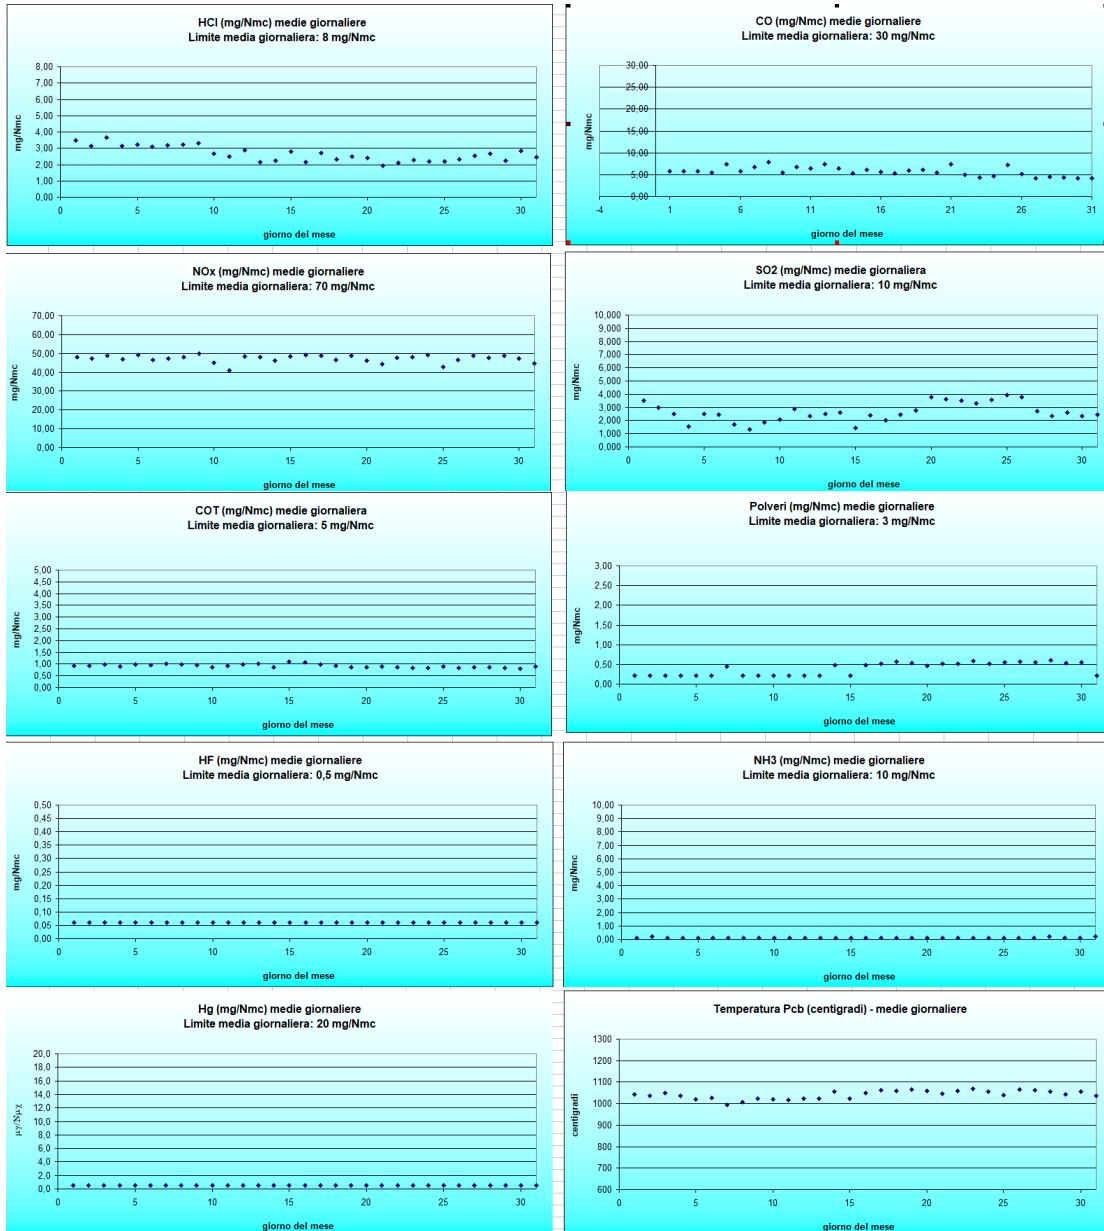 HCl (mg/Nmc) medie giornaliere
Limite media giornaliera: 8 mg/Nmc
8,00
7,00
6,00
5,00
4,00
3,00
2,00
1,00
0,00
mg/Nmc
0 5 10 15 20 25 30
giorno del mese
CO (mg/Nmc) medie giornaliere
Limite media giornaliera: 30 mg/Nmc
30,00
25,00
20,00
15,00
10,00
5,00
0,00
mg/Nmc
-4 1 6 11 16 21 26 31
giorno del mese
NOx (mg/Nmc) medie giornaliere
Limite media giornaliera: 70 mg/Nmc
70,00
60,00
50,00
40,00
30,00
20,00
10,00
0,00
mg/Nmc
0 5 10 15 20 25 30
giorno del mese
SO2 (mg/Nmc) medie giornaliera
Limite media giornaliera: 10 mg/Nmc
10,000
9,000
8,000
7,000
6,000
5,000
4,000
3,000
2,000
1,000
0,000
mg/Nmc
0 5 10 15 20 25 30
giorno del mese
COT (mg/Nmc) medie giornaliera
Limite media giornaliera: 5 mg/Nmc
5,00
4,50
4,00
3,50
3,00
2,50
2,00
1,50
1,00
0,50
0,00
mg/Nmc
0 5 10 15 20 25 30
giorno del mese
Polveri (mg/Nmc) medie giornaliere
Limite media giornaliera: 3 mg/Nmc
3,00
2,50
2,00
1,50
1,00
0,50
0,00
mg/Nmc
0 5 10 15 20 25 30
giorno del mese
HF (mg/Nmc) medie giornaliere
Limite media giornaliera: 0,5 mg/Nmc
0,50
0,45
0,40
0,35
0,30
0,25
0,20
0,15
0,10
0,05
0,00
mg/Nmc
0 5 10 15 20 25 30
giorno del mese
NH3 (mg/Nmc) medie giornaliere
Limite media giornaliera: 10 mg/Nmc
10,00
9,00
8,00
7,00
6,00
5,00
4,00
3,00
2,00
1,00
0,00
mg/Nmc
0 5 10 15 20 25 30
giorno del mese
Hg (mg/Nmc) medie giornaliere
Limite media giornaliera: 20 mg/Nmc
20,0
18,0
16,0
14,0
12,0
10,0
8,0
6,0
4,0
2,0
0,0
μγ/Νμχ
0 5 10 15 20 25 30
giorno del mese
Temperatura Pcb (centigradi) - medie giornaliere
1300
1200
1100
1000
900
800
700
600
centigradi
0 5 10 15 20 25 30
giorno del mese